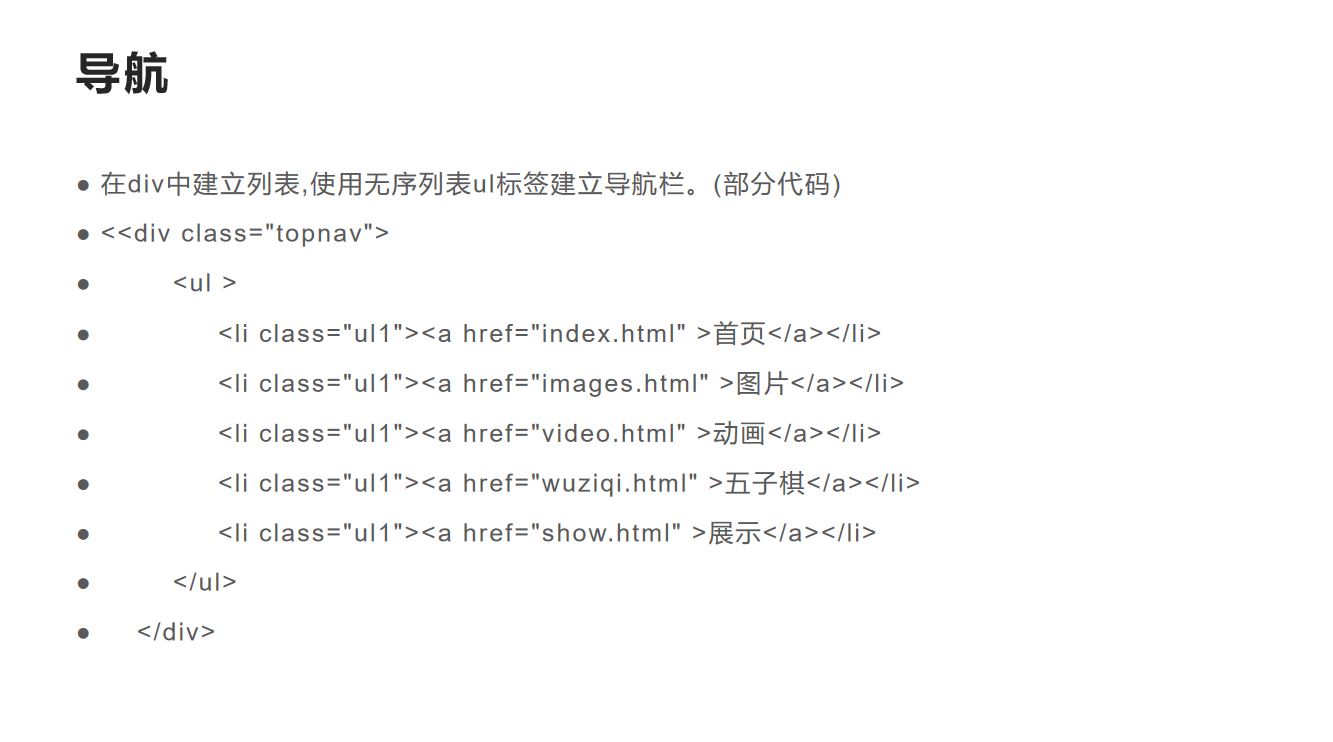 导航
● 在div中建立列表,使用无序列表ul标签建立导航栏。(部分代码)
● <<div class="topnav">
● <ul >
● <li class="ul1"><a href="index.html" >首页</a></li>
● <li class="ul1"><a href="images.html" >图片</a></li>
● <li class="ul1"><a href="video.html" >动画</a></li>
● <li class="ul1"><a href="wuziqi.html" >五子棋</a></li>
● <li class="ul1"><a href="show.html" >展示</a></li>
● </ul>
● </div>